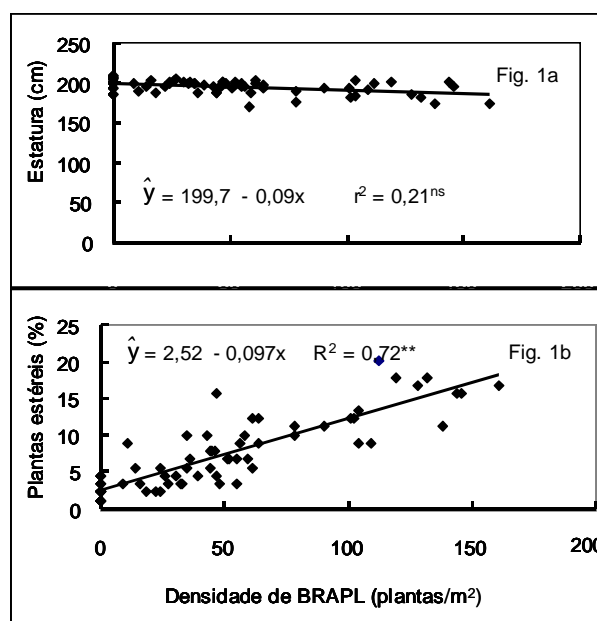 250
200
150
100
50
0
Estatura (cm)
Fig. 1a
ŷ = 199,7 - 0,09x r² = 0,21ⁿˢ
25
20
15
10
5
0
Plantas estéreis (%)
ŷ = 2,52 - 0,097x R² = 0,72**
Fig. 1b
0 50 100 150 200
Densidade de BRAPL (plantas/m²)